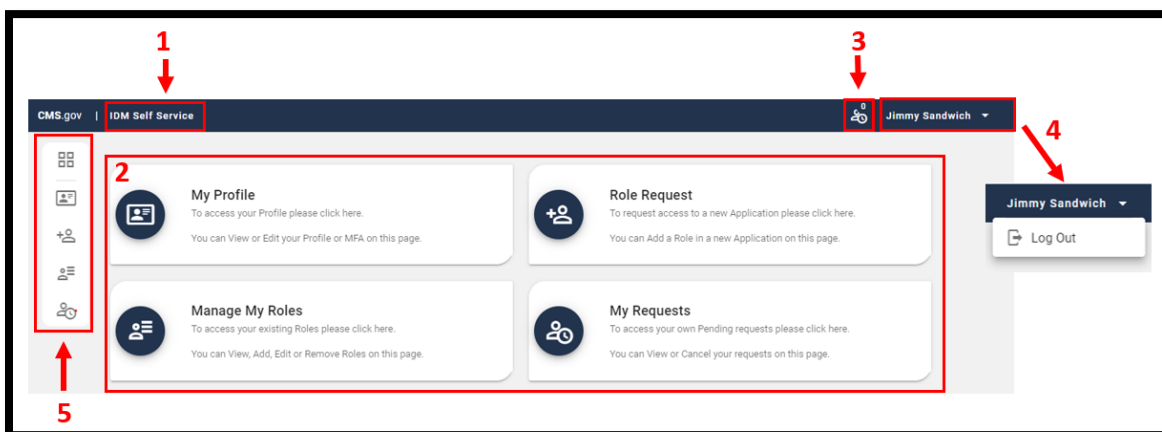 1
3
CMS.gov | IDM Self Service
0
Jimmy Sandwich
4
2
My Profile
To access your Profile please click here.
You can View or Edit your Profile or MFA on this page.
Role Request
To request access to a new Application please click here.
You can Add a Role in a new Application on this page.
Jimmy Sandwich
Log Out
Manage My Roles
To access your existing Roles please click here.
You can View, Add, Edit or Remove Roles on this page.
My Requests
To access your own Pending requests please click here.
You can View or Cancel your requests on this page.
5